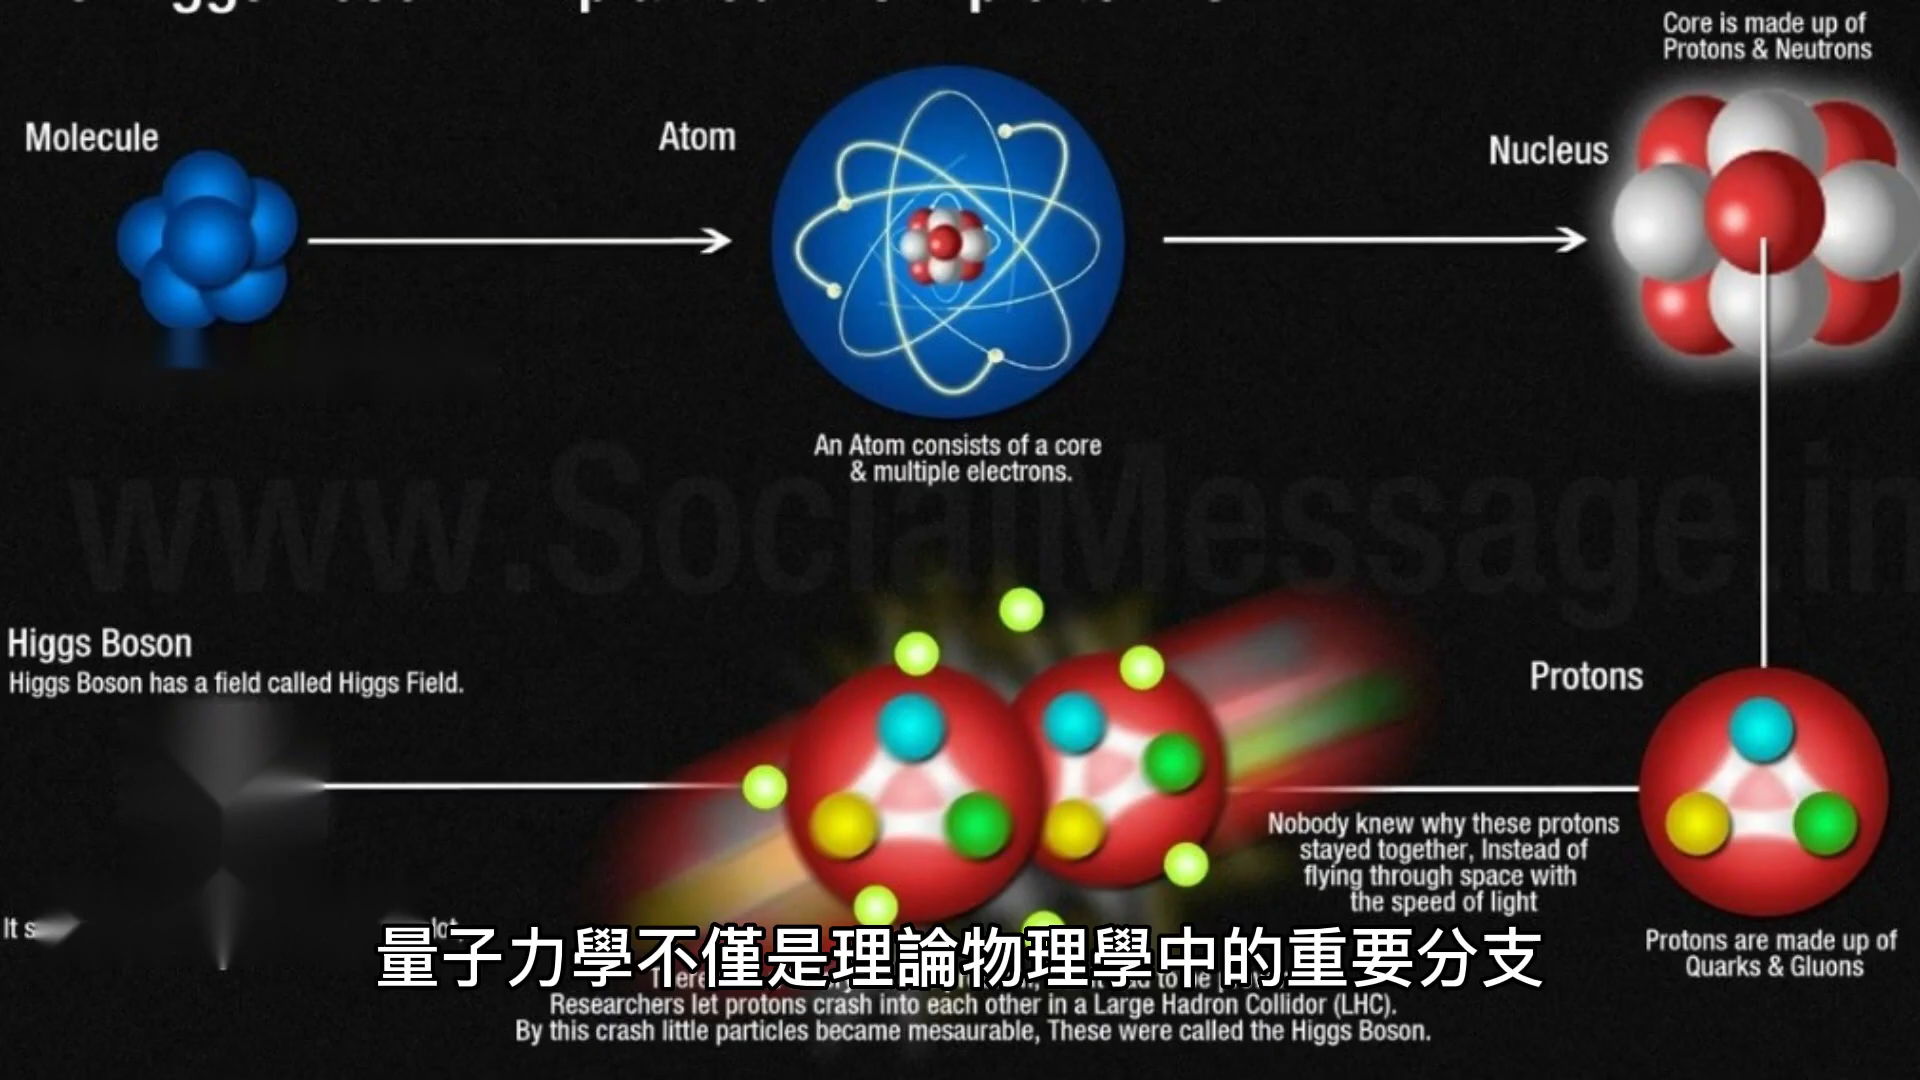 Core is made up of
Protons & Neutrons
Molecule
Atom
Nucleus
An Atom consists of a core
& multiple electrons.
www.SocialMessage.in
Higgs Boson
Higgs Boson has a field called Higgs Field.
Protons
Nobody knew why these protons
stayed together, Instead of
flying through space with
the speed of light
It
Protons are made up of
Quarks & Gluons
量子力學不僅是理論物理學中的重要分支
Researchers let protons crash into each other in a Large Hadron Collidor (LHC).
By this crash little particles became mesaurable, These were called the Higgs Boson.